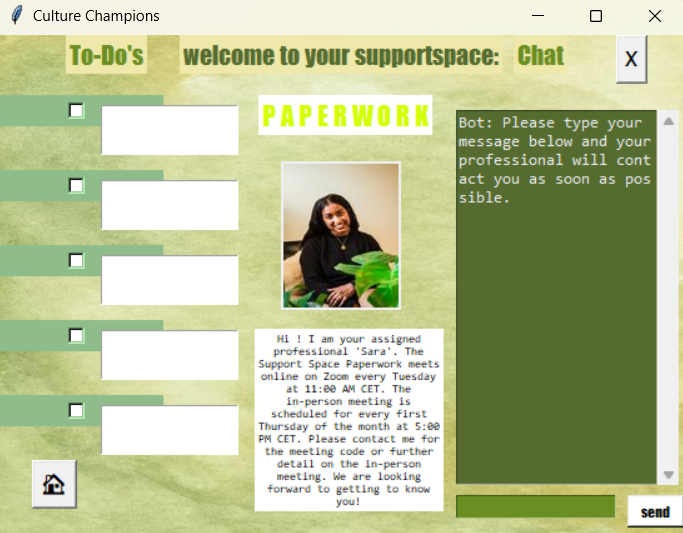 Culture Champions
To-Do's
welcome to your supportspace:
Chat
X
PAPERWORK
Hi ! I am your assigned
professional 'Sara'. The
Support Space Paperwork meets
online on Zoom every Tuesday
at 11:00 AM CET. The
in-person meeting is
scheduled for every first
Thursday of the month at 5:00
PM CET. Please contact me for
the meeting code or further
detail on the in-person
meeting. We are looking
forward to getting to know
you!
Bot: Please type your
message below and your
professional will cont
act you as soon as pos
sible.
send